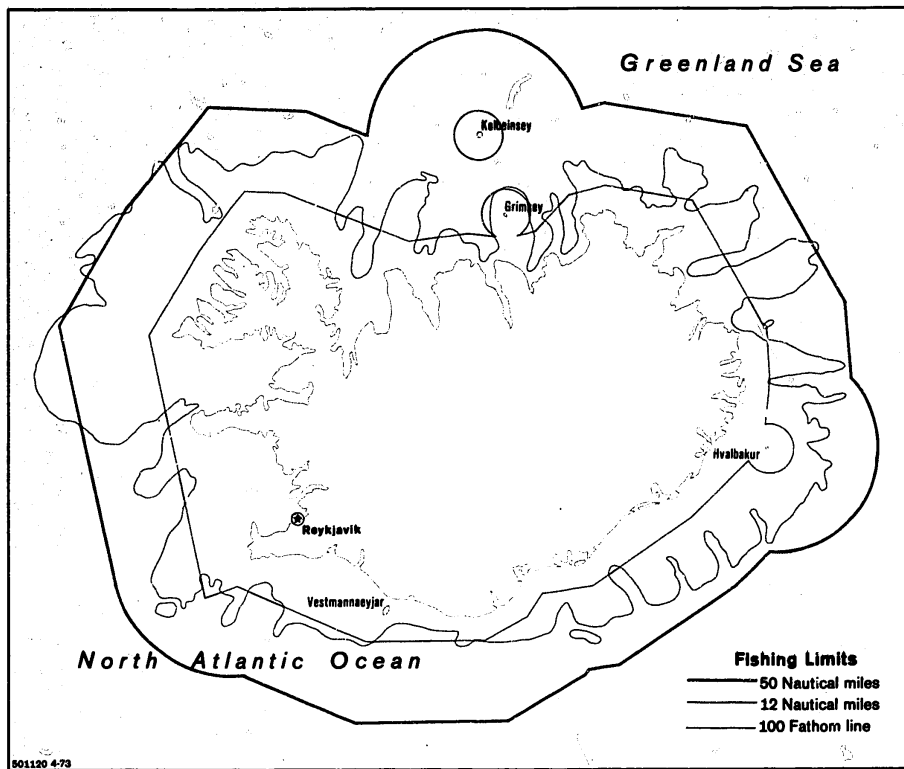 Greenland Sea
Kolbeinsey
Grimsey
Hvalbakur
Reykjavik
Vestmannaeyjar
North Atlantic Ocean
Fishing Limits
50 Nautical miles
12 Nautical miles
100 Fathom line
501120 4-73